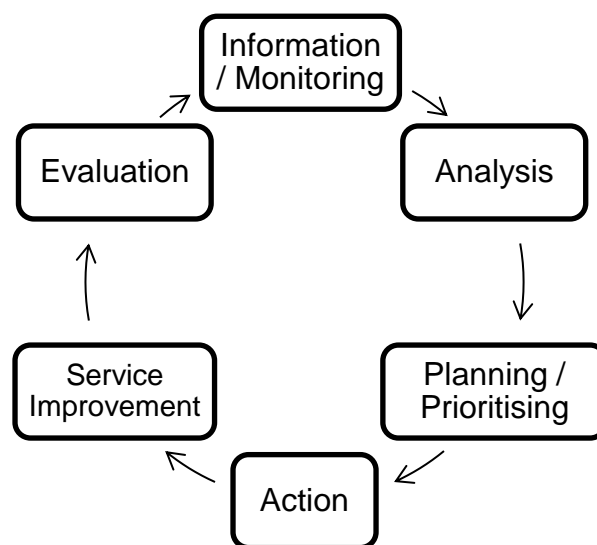 Information
/ Monitoring
Evaluation
Analysis
Service
Improvement
Planning /
Prioritising
Action